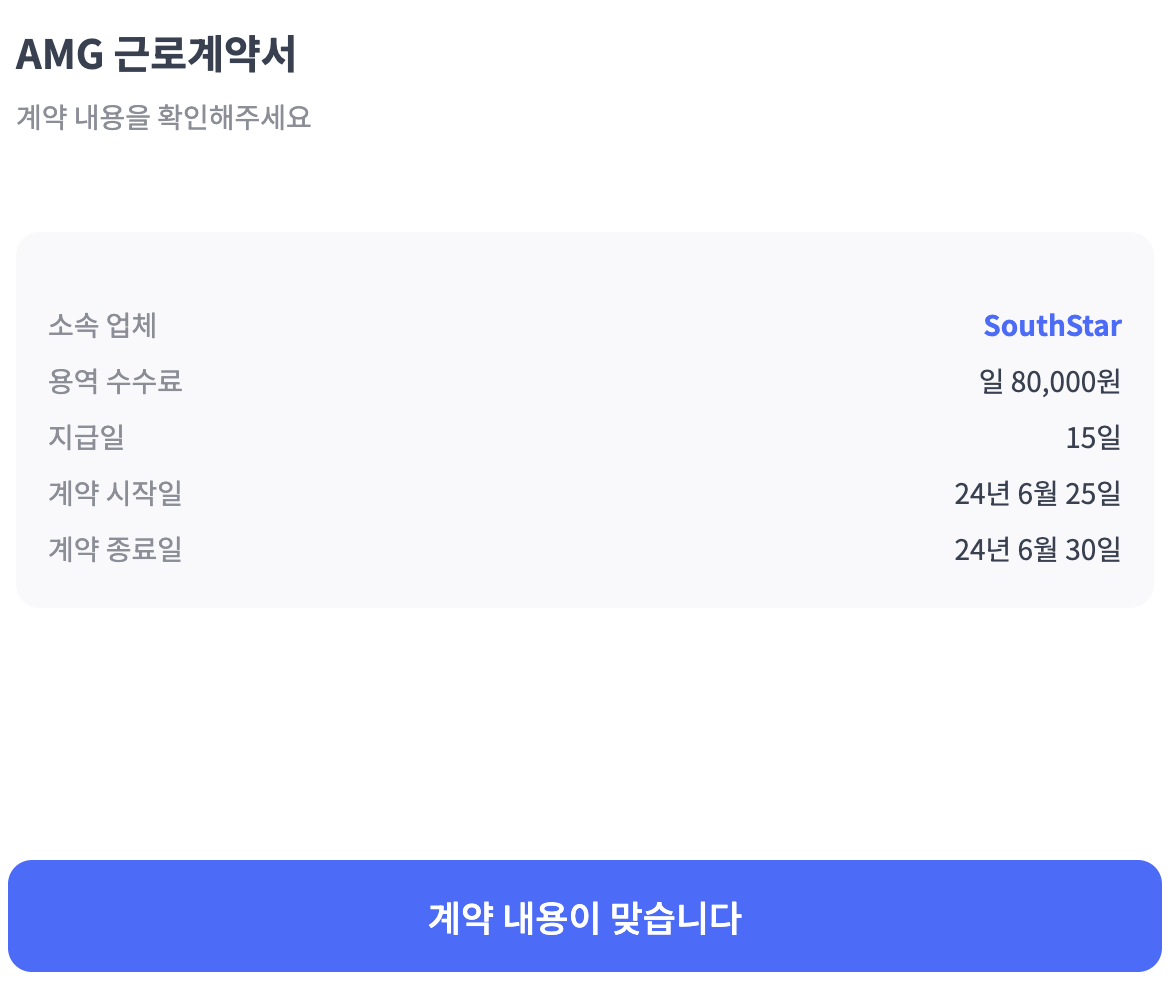 AMG 근로계약서
계약 내용을 확인해주세요
소속 업체 SouthStar
용역 수수료 일 80,000원
지급일 15일
계약 시작일 24년 6월 25일
계약 종료일 24년 6월 30일
계약 내용이 맞습니다